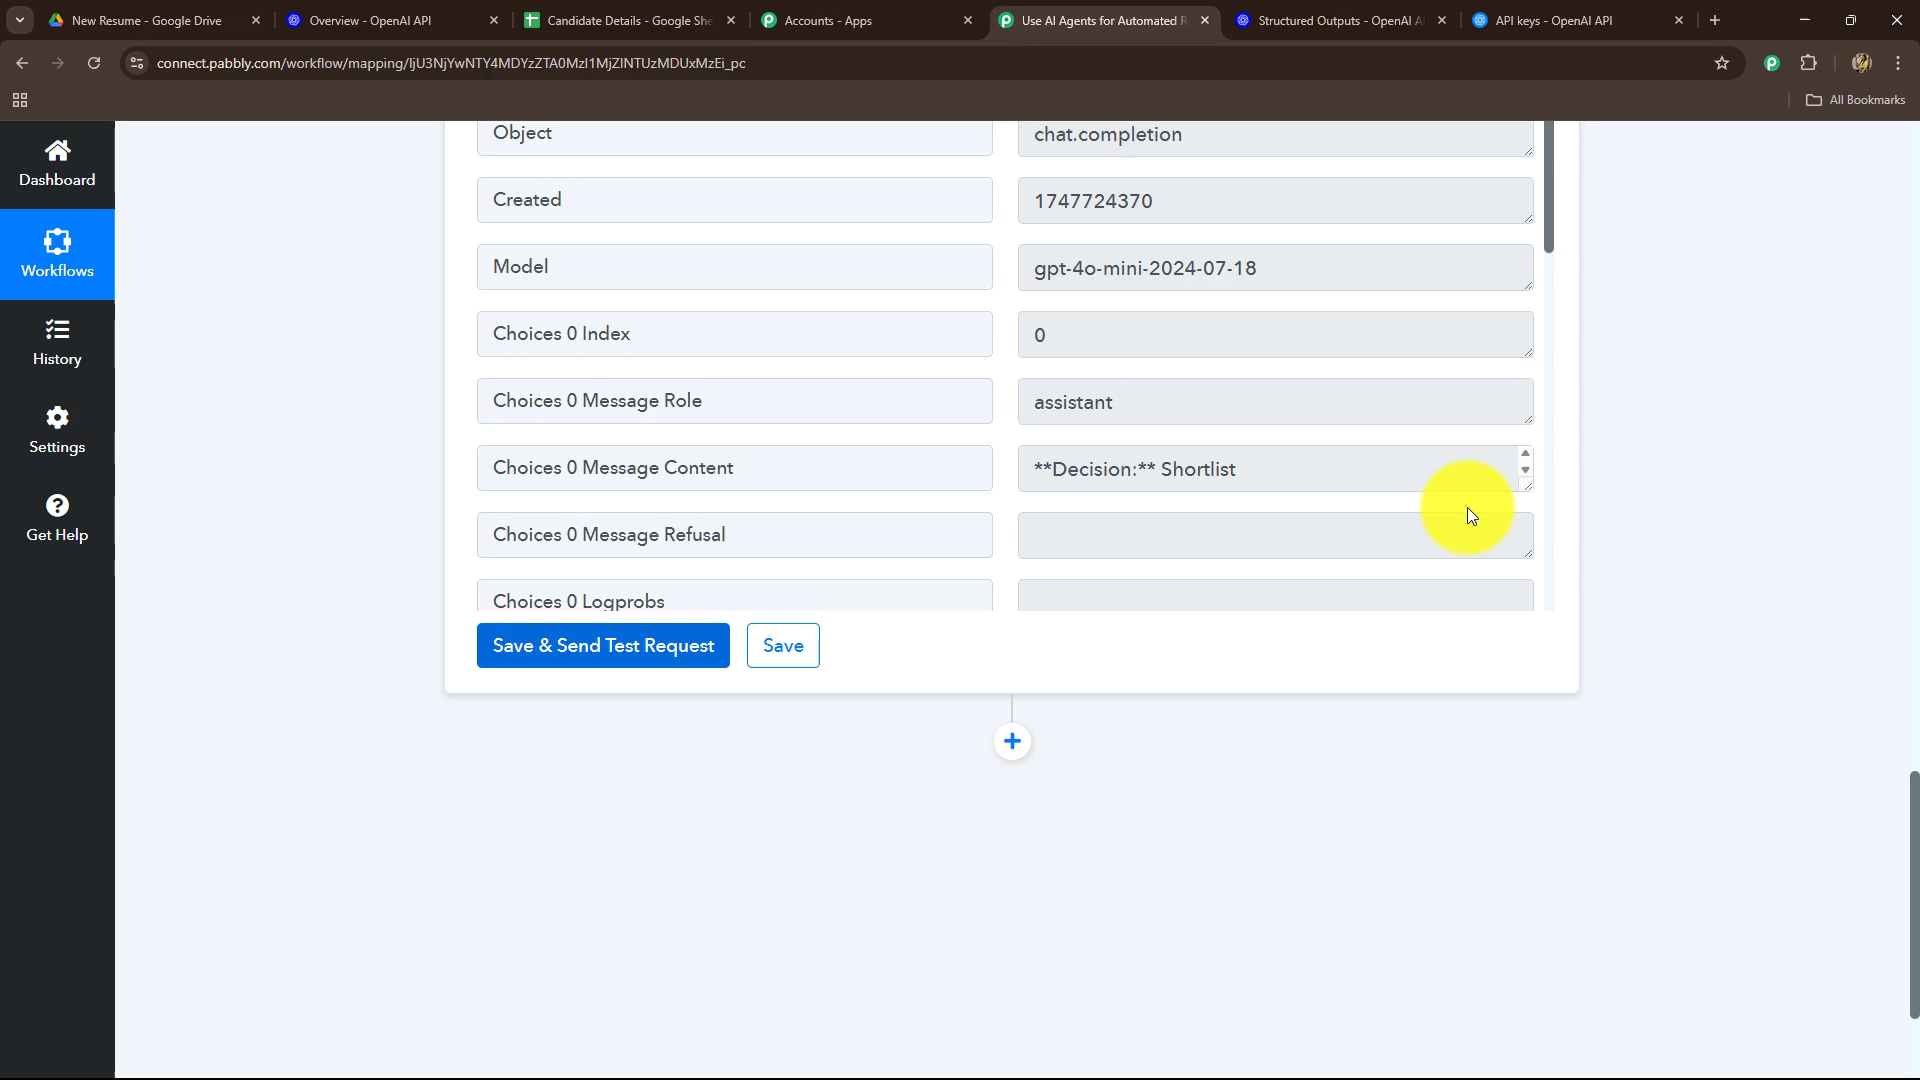 New Resume - Google Drive
Overview - OpenAI API
Candidate Details - Google She
Accounts - Apps
Use AI Agents for Automated R
Structured Outputs - OpenAI A
API keys - OpenAI API
connect.pabbly.com/workflow/mapping/IjU3NjYwNTY4MDYzZTA0MzI1MjZlNTUzMDUxMzEi_pc
All Bookmarks
Dashboard
Workflows
History
Settings
Get Help
Object
chat.completion
Created
1747724370
Model
gpt-4o-mini-2024-07-18
Choices 0 Index
0
Choices 0 Message Role
assistant
Choices 0 Message Content
**Decision:** Shortlist
Choices 0 Message Refusal
Choices 0 Logprobs
Save & Send Test Request
Save